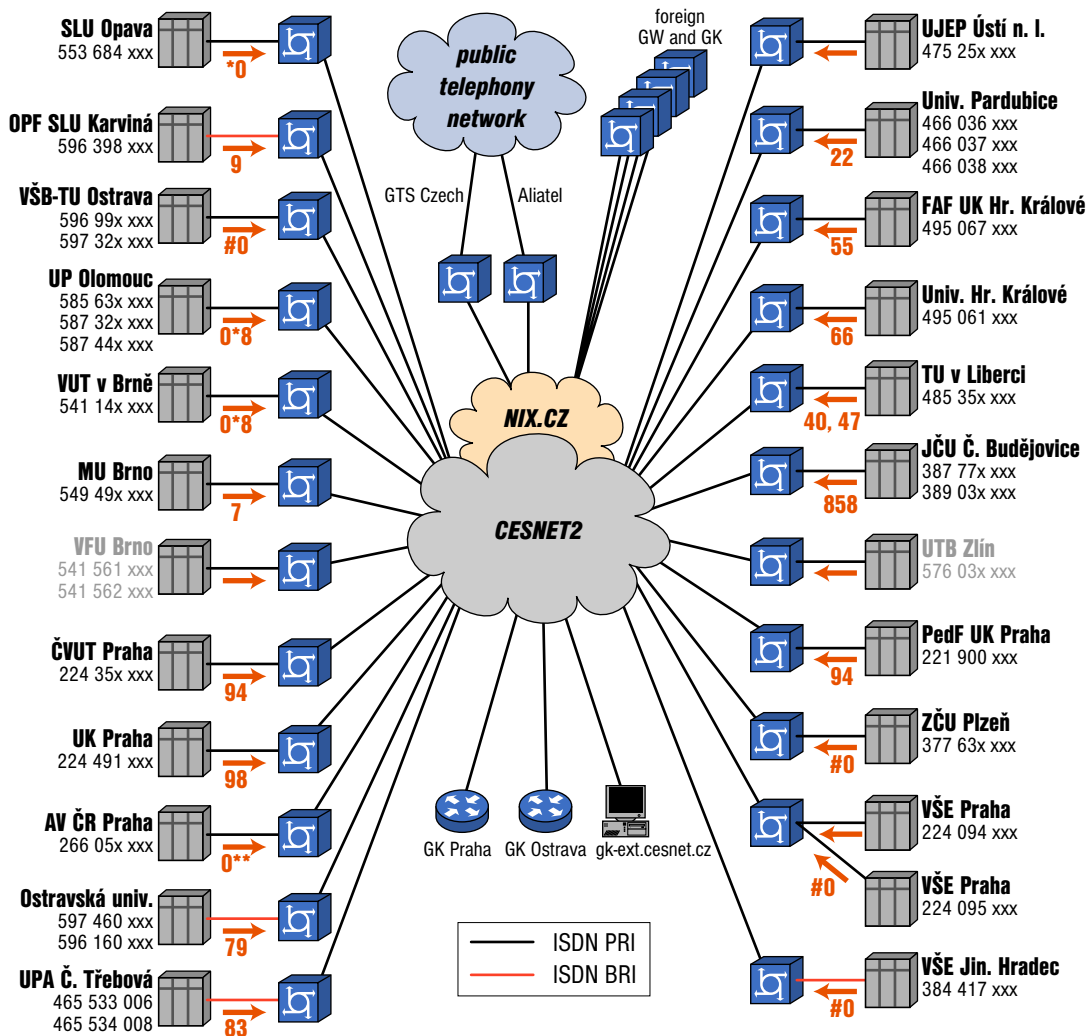 SLU Opava
553 684 xxx
*0
OPF SLU Karviná
596 398 xxx
9
VŠB-TU Ostrava
596 99x xxx
597 32x xxx
#0
UP Olomouc
585 63x xxx
587 32x xxx
587 44x xxx
0*8
VUT v Brně
541 14x xxx
0*8
MU Brno
549 49x xxx
7
VFU Brno
541 561 xxx
541 562 xxx
ČVUT Praha
224 35x xxx
94
UK Praha
224 491 xxx
98
AV ČR Praha
266 05x xxx
0**
Ostravská univ.
597 460 xxx
596 160 xxx
79
UPA Č. Třebová
465 533 006
465 534 008
83
public
telephony
network
foreign
GW and GK
GTS Czech
Aliatel
NIX.CZ
CESNET2
GK Praha
GK Ostrava
gk-ext.cesnet.cz
ISDN PRI
ISDN BRI
UJEP Ústí n. l.
475 25x xxx
Univ. Pardubice
466 036 xxx
466 037 xxx
466 038 xxx
22
FAF UK Hr. Králové
495 067 xxx
55
Univ. Hr. Králové
495 061 xxx
66
TU v Liberci
485 35x xxx
40, 47
JČU Č. Budějovice
387 77x xxx
389 03x xxx
858
UTB Zlín
576 03x xxx
PedF UK Praha
221 900 xxx
94
ZČU Plzeň
377 63x xxx
#0
VŠE Praha
224 094 xxx
#0
VŠE Praha
224 095 xxx
VŠE Jin. Hradec
384 417 xxx
#0